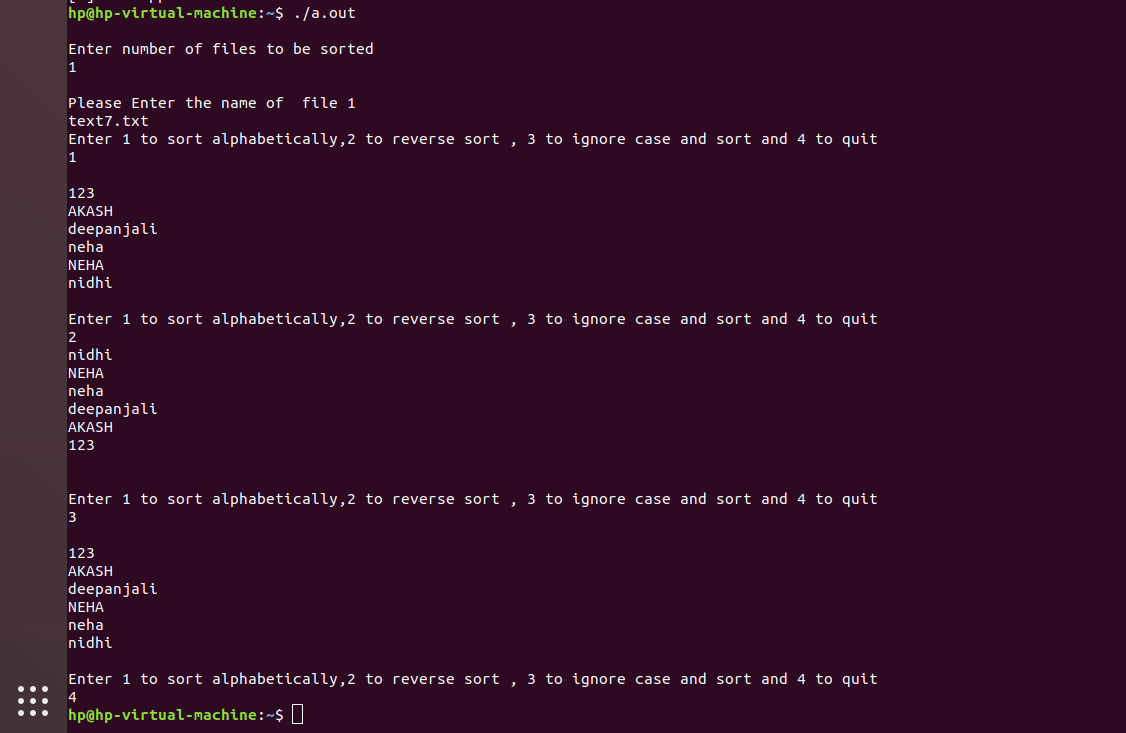 hp@hp-virtual-machine:~$ ./a.out
Enter number of files to be sorted
1
Please Enter the name of  file 1
text7.txt
Enter 1 to sort alphabetically,2 to reverse sort , 3 to ignore case and sort and 4 to quit
1
123
AKASH
deepanjali
neha
NEHA
nidhi
Enter 1 to sort alphabetically,2 to reverse sort , 3 to ignore case and sort and 4 to quit
2
nidhi
NEHA
neha
deepanjali
AKASH
123
Enter 1 to sort alphabetically,2 to reverse sort , 3 to ignore case and sort and 4 to quit
3
123
AKASH
deepanjali
NEHA
neha
nidhi
Enter 1 to sort alphabetically,2 to reverse sort , 3 to ignore case and sort and 4 to quit
4
hp@hp-virtual-machine:~$